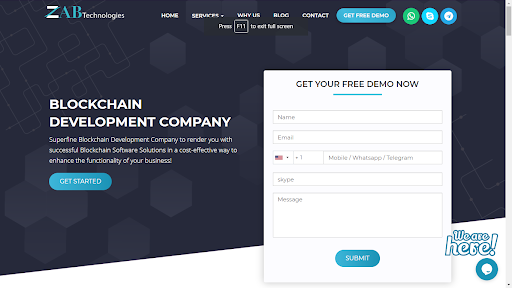 ZAB Technologies
HOME SERVICES WHY US BLOG CONTACT GET FREE DEMO
Press F11 to exit full screen
GET YOUR FREE DEMO NOW
BLOCKCHAIN
DEVELOPMENT COMPANY
Superfine Blockchain Development Company to render you with
successful Blockchain Software Solutions in a cost-effective way to
enhance the functionality of your business!
GET STARTED
Name
Email
+ 1 Mobile / Whatsapp / Telegram
skype
Message
SUBMIT
We are
here!